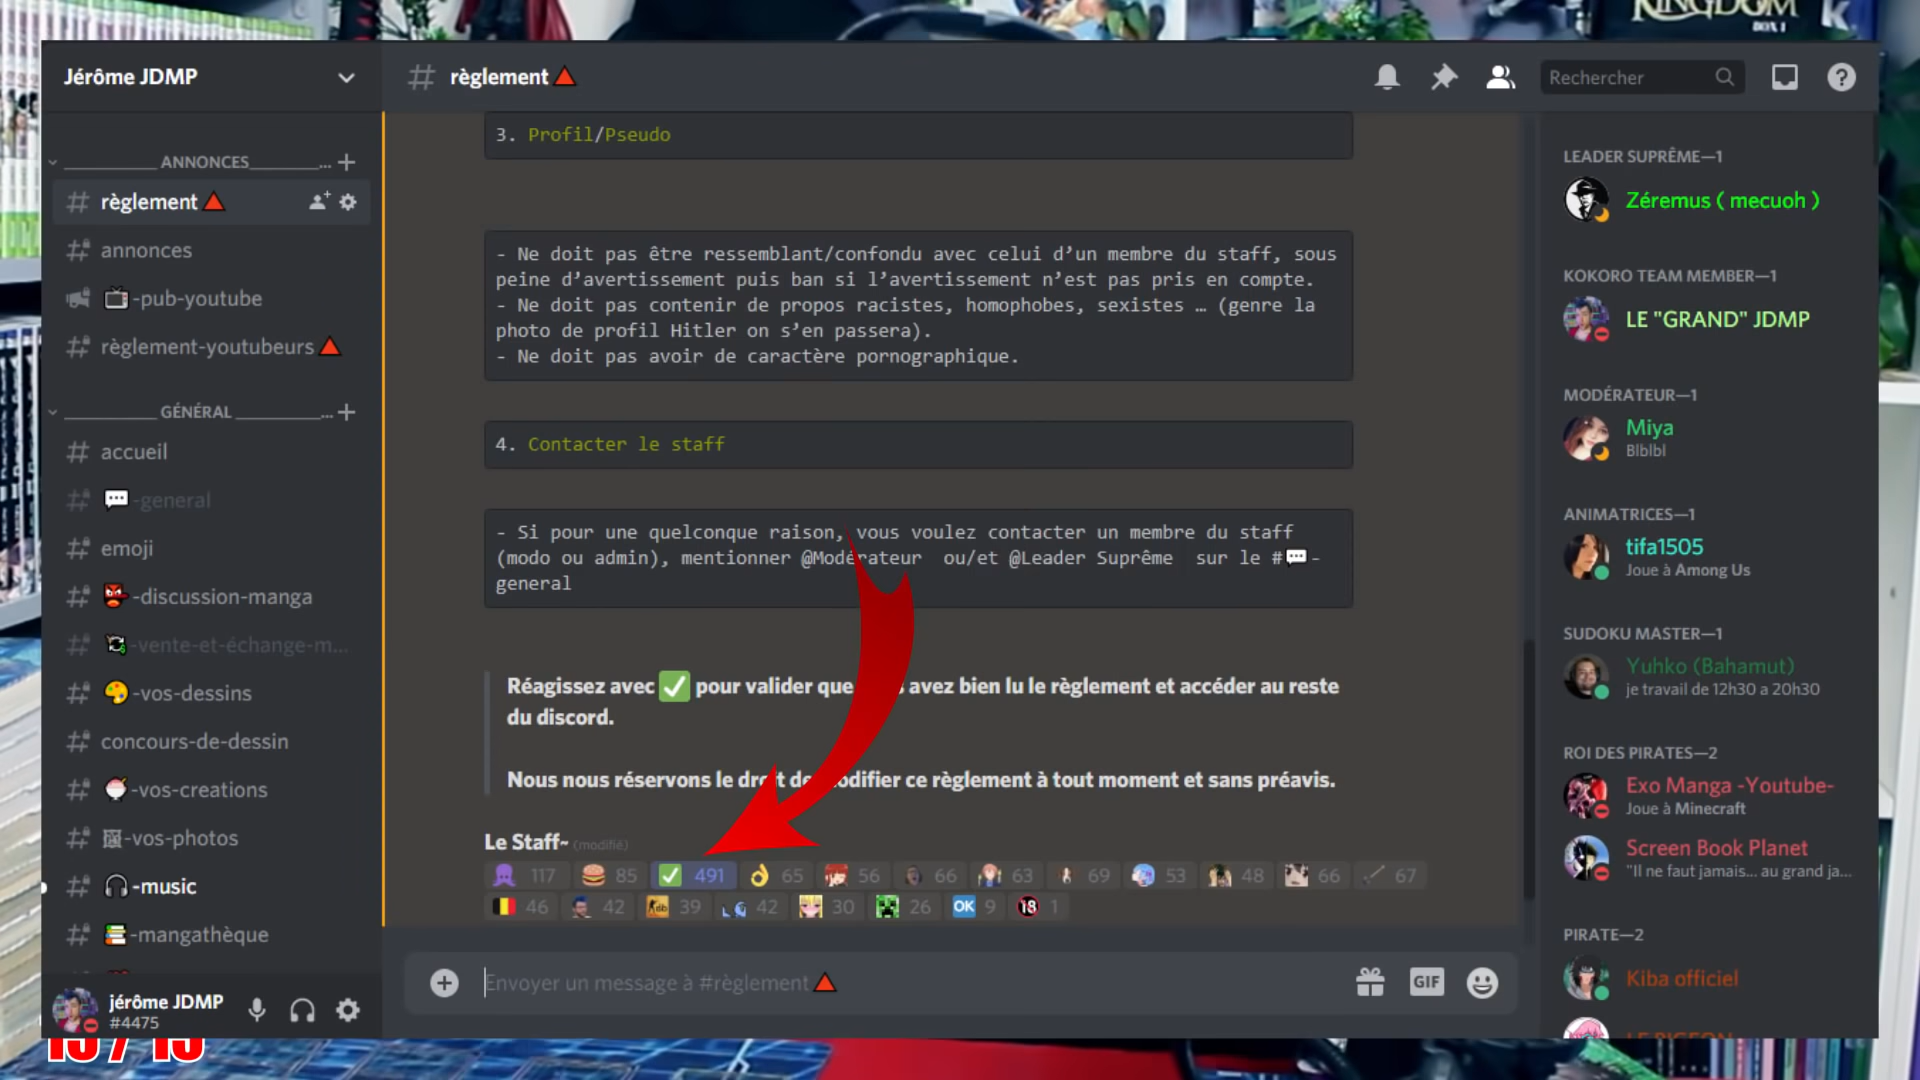 KINGDOM
BOX 1
k
Jérôme JDMP
règlement
Rechercher
ANNONCES
règlement
annonces
-pub-youtube
règlement-youtubeurs
GÉNÉRAL
accueil
-general
emoji
-discussion-manga
-vente-et-échange-m...
-vos-dessins
concours-de-dessin
-vos-creations
-vos-photos
-music
-mangathèque
jérôme JDMP
#4475
3. Profil/Pseudo
- Ne doit pas être ressemblant/confondu avec celui d'un membre du staff, sous
peine d'avertissement puis ban si l'avertissement n'est pas pris en compte.
- Ne doit pas contenir de propos racistes, homophobes, sexistes … (genre la
photo de profil Hitler on s'en passera).
- Ne doit pas avoir de caractère pornographique.
4. Contacter le staff
- Si pour une quelconque raison, vous voulez contacter un membre du staff
(modo ou admin), mentionner @Modérateur ou/et @Leader Suprême sur le #💬-
general
Réagissez avec ✅ pour valider que avez bien lu le règlement et accéder au reste
du discord.
Nous nous réservons le droit de modifier ce règlement à tout moment et sans préavis.
Le Staff~ (modifié)
117 85 491 65 56 66 63 69 53 48 66 67
46 42 39 42 30 26 OK 9 18 1
Envoyer un message à #règlement
GIF
LEADER SUPRÊME—1
Zéremus ( mecuoh )
KOKORO TEAM MEMBER—1
LE "GRAND" JDMP
MODÉRATEUR—1
Miya
Blblbl
ANIMATRICES—1
tifa1505
Joue à Among Us
SUDOKU MASTER—1
Yuhko (Bahamut)
je travail de 12h30 a 20h30
ROI DES PIRATES—2
Exo Manga -Youtube-
Joue à Minecraft
Screen Book Planet
"Il ne faut jamais... au grand ja...
PIRATE—2
Kiba officiel
LE PIGEON